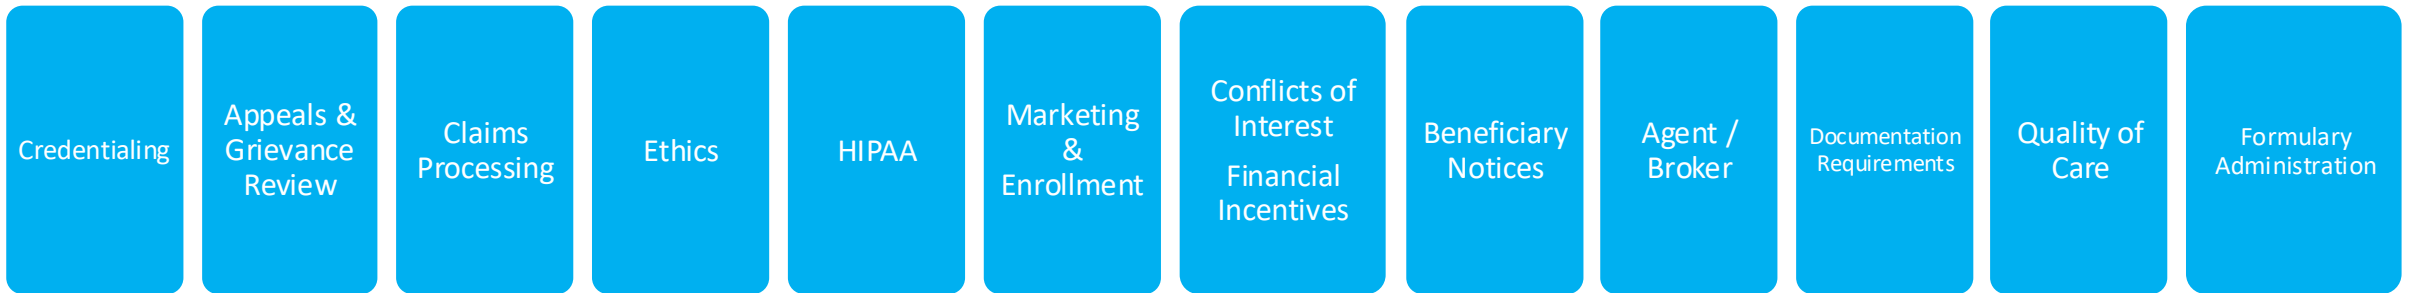 Credentialing
Appeals &
Grievance
Review
Claims
Processing
Ethics
HIPAA
Marketing
&
Enrollment
Conflicts of
Interest
Financial
Incentives
Beneficiary
Notices
Agent /
Broker
Documentation
Requirements
Quality of
Care
Formulary
Administration